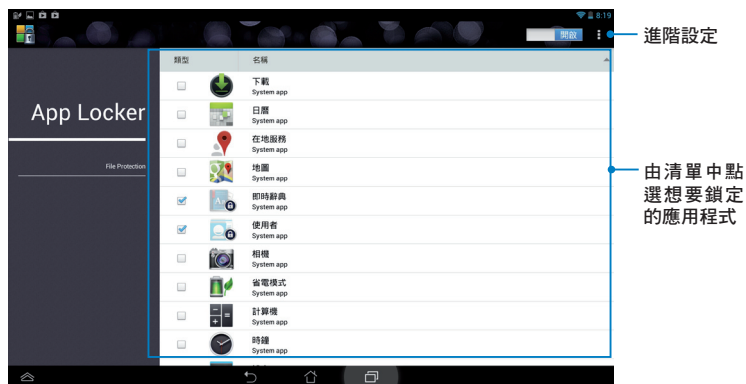 8:19
開啟
進階設定
類型 名稱
App Locker
File Protection
下載
System app
日曆
System app
在地服務
System app
地圖
System app
即時辭典
System app
使用者
System app
相機
System app
省電模式
System app
計算機
System app
時鐘
System app
由清單中點
選想要鎖定
的應用程式